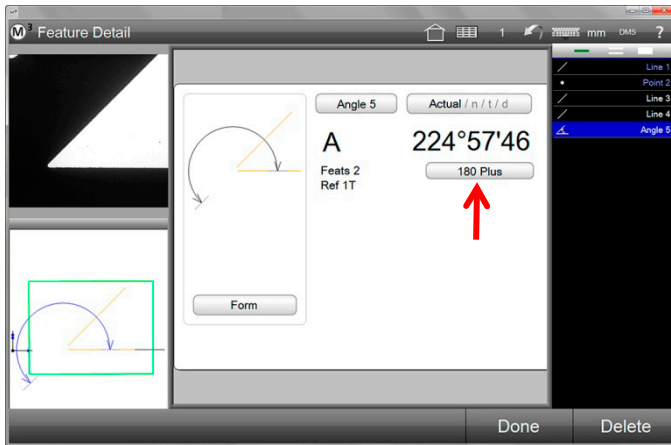 M³ Feature Detail 1 mm DMS ?
Line 1
Point 2
Line 3
Line 4
Angle 5
Angle 5 Actual / n / t / d
A 224°57'46
Feats 2
Ref 1T
180 Plus
Form
Done Delete